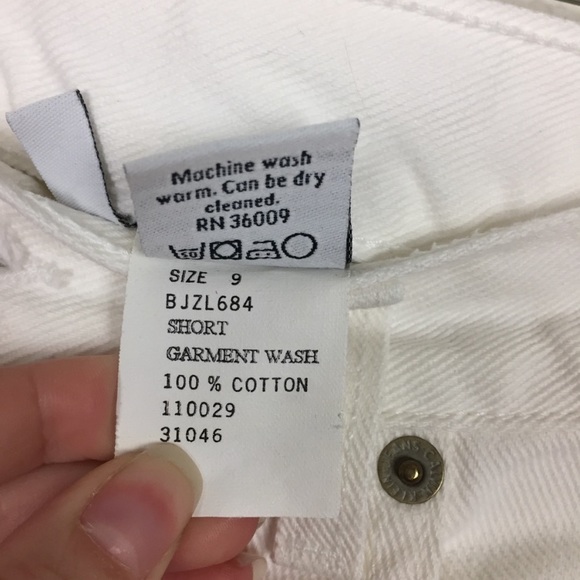 Machine wash
warm. Can be dry
cleaned.
RN 36009
50
SIZE 9
BJZL684
SHORT
GARMENT WASH
100 % COTTON
110029
31046